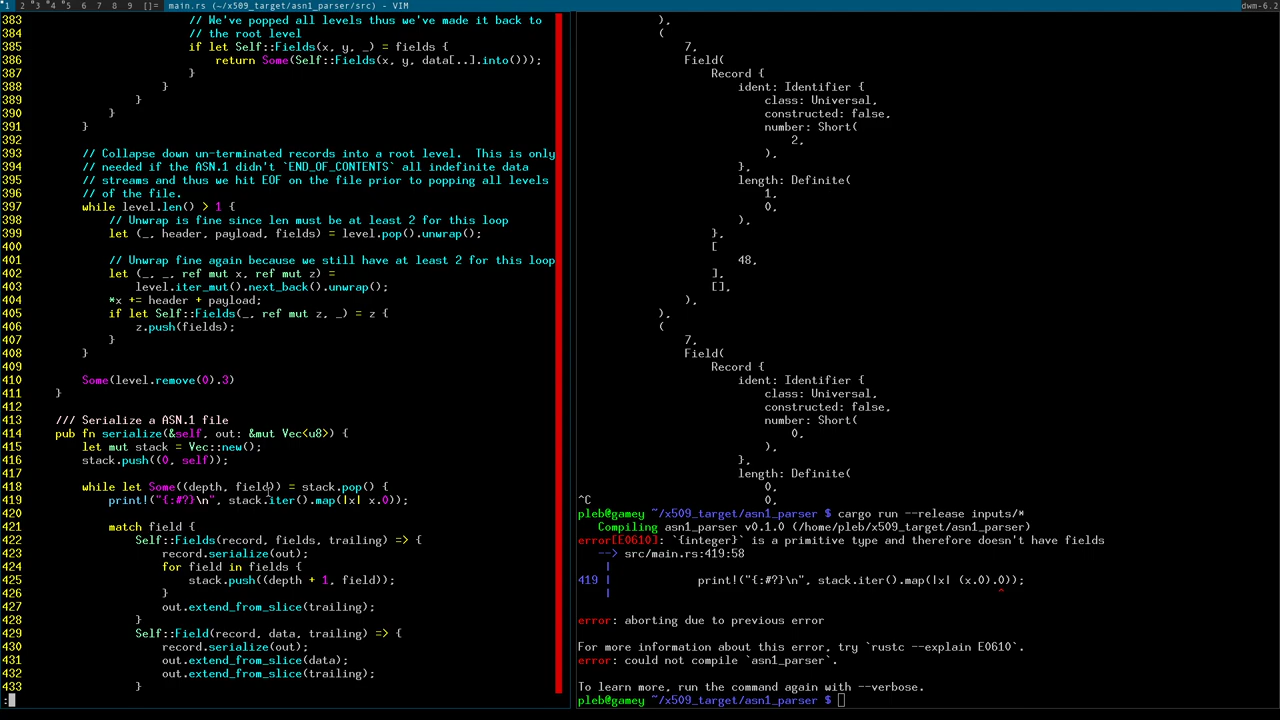 1 2 3 4 5 6 7 8 9 []= main.rs (~/x509_target/asn1_parser/src) - VIM
dwm-6.2
383 // We've popped all levels thus we've made it back to
384 // the root level
385 if let Self::Fields(x, y, _) = fields {
386 return Some(Self::Fields(x, y, data[..].into()));
387 }
388 }
389 }
390 }
391 }
392
393 // Collapse down un-terminated records into a root level.  This is only
394 // needed if the ASN.1 didn't `END_OF_CONTENTS` all indefinite data
395 // streams and thus we hit EOF on the file prior to popping all levels
396 // of the file.
397 while level.len() > 1 {
398 // Unwrap is fine since len must be at least 2 for this loop
399 let (_, header, payload, fields) = level.pop().unwrap();
400
401 // Unwrap fine again because we still have at least 2 for this loop
402 let (_, _, ref mut x, ref mut z) =
403 level.iter_mut().next_back().unwrap();
404 *x += header + payload;
405 if let Self::Fields(_, ref mut z, _) = z {
406 z.push(fields);
407 }
408 }
409
410 Some(level.remove(0).3)
411 }
412
413 /// Serialize a ASN.1 file
414 pub fn serialize(&self, out: &mut Vec<u8>) {
415 let mut stack = Vec::new();
416 stack.push((0, self));
417
418 while let Some((depth, field)) = stack.pop() {
419 print!("{:#?}\n", stack.iter().map(|x| x.0));
420
421 match field {
422 Self::Fields(record, fields, trailing) => {
423 record.serialize(out);
424 for field in fields {
425 stack.push((depth + 1, field));
426 }
427 out.extend_from_slice(trailing);
428 }
429 Self::Field(record, data, trailing) => {
430 record.serialize(out);
431 out.extend_from_slice(data);
432 out.extend_from_slice(trailing);
433 }
:
),
(
7,
Field(
Record {
ident: Identifier {
class: Universal,
constructed: false,
number: Short(
2,
),
},
length: Definite(
1,
0,
),
},
[
48,
],
[],
),
),
(
7,
Field(
Record {
ident: Identifier {
class: Universal,
constructed: false,
number: Short(
0,
),
},
length: Definite(
0,
^C 0,
pleb@gamey ~/x509_target/asn1_parser $ cargo run --release inputs/*
Compiling asn1_parser v0.1.0 (/home/pleb/x509_target/asn1_parser)
error[E0610]: `{integer}` is a primitive type and therefore doesn't have fields
--> src/main.rs:419:58
|
419 | print!("{:#?}\n", stack.iter().map(|x| (x.0).0));
| ^
error: aborting due to previous error
For more information about this error, try `rustc --explain E0610`.
error: could not compile `asn1_parser`.
To learn more, run the command again with --verbose.
pleb@gamey ~/x509_target/asn1_parser $